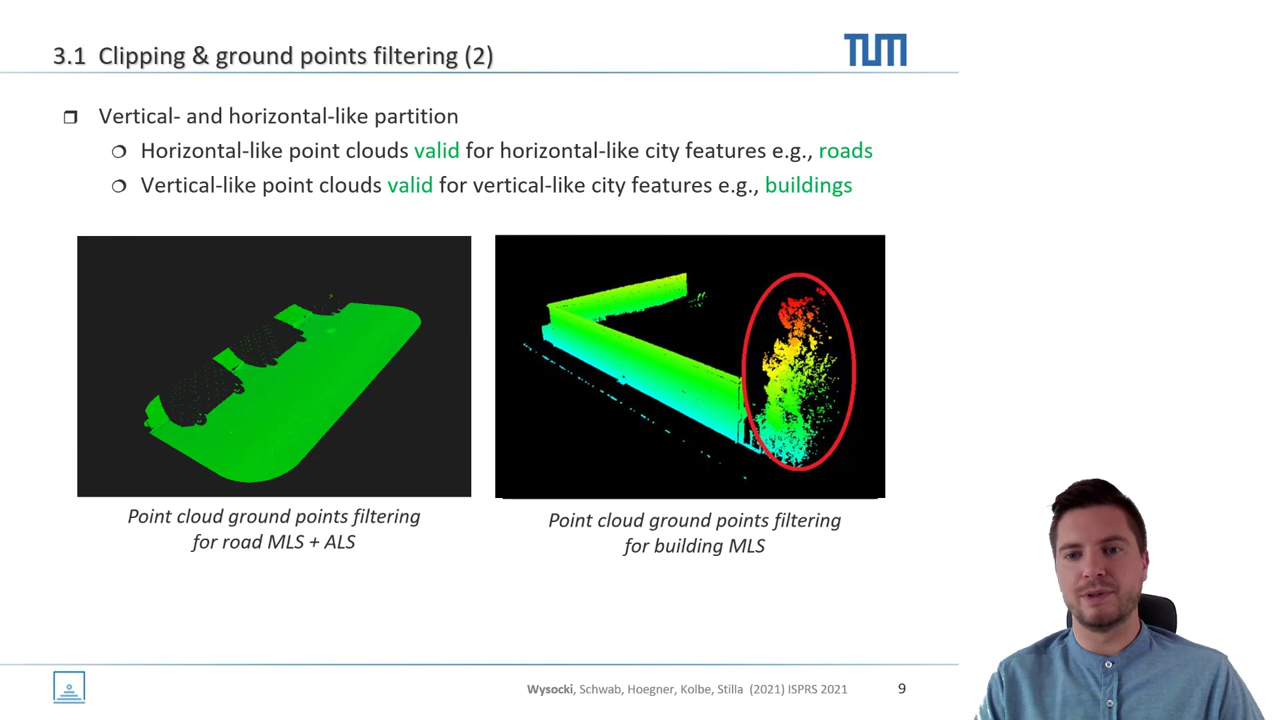 3.1 Clipping & ground points filtering (2)
TUM
Vertical- and horizontal-like partition
Horizontal-like point clouds valid for horizontal-like city features e.g., roads
Vertical-like point clouds valid for vertical-like city features e.g., buildings
Point cloud ground points filtering
for road MLS + ALS
Point cloud ground points filtering
for building MLS
Wysocki, Schwab, Hoegner, Kolbe, Stilla (2021) ISPRS 2021
9